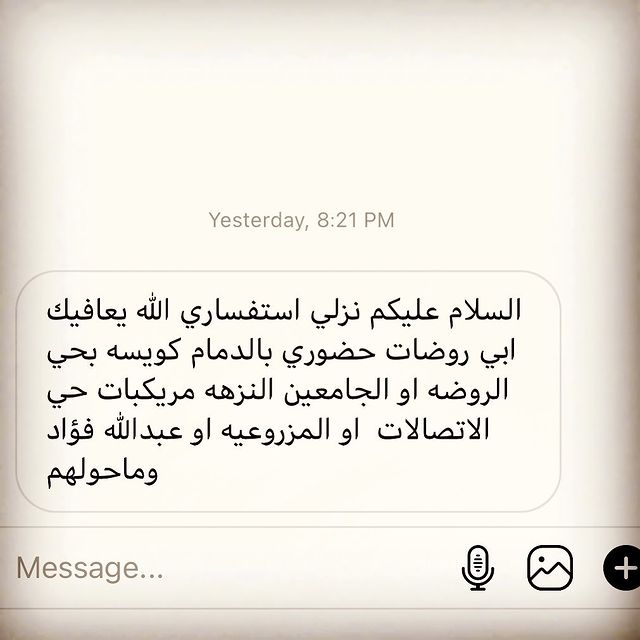 Yesterday, 8:21 PM
السلام عليكم نزلي استفساري الله يعافيك
ابي روضات حضوري بالدمام كويسه بحي
الروضه او الجامعين النزهه مريكبات حي
الاتصالات  او المزروعيه او عبدالله فؤاد
وماحولهم
Message...